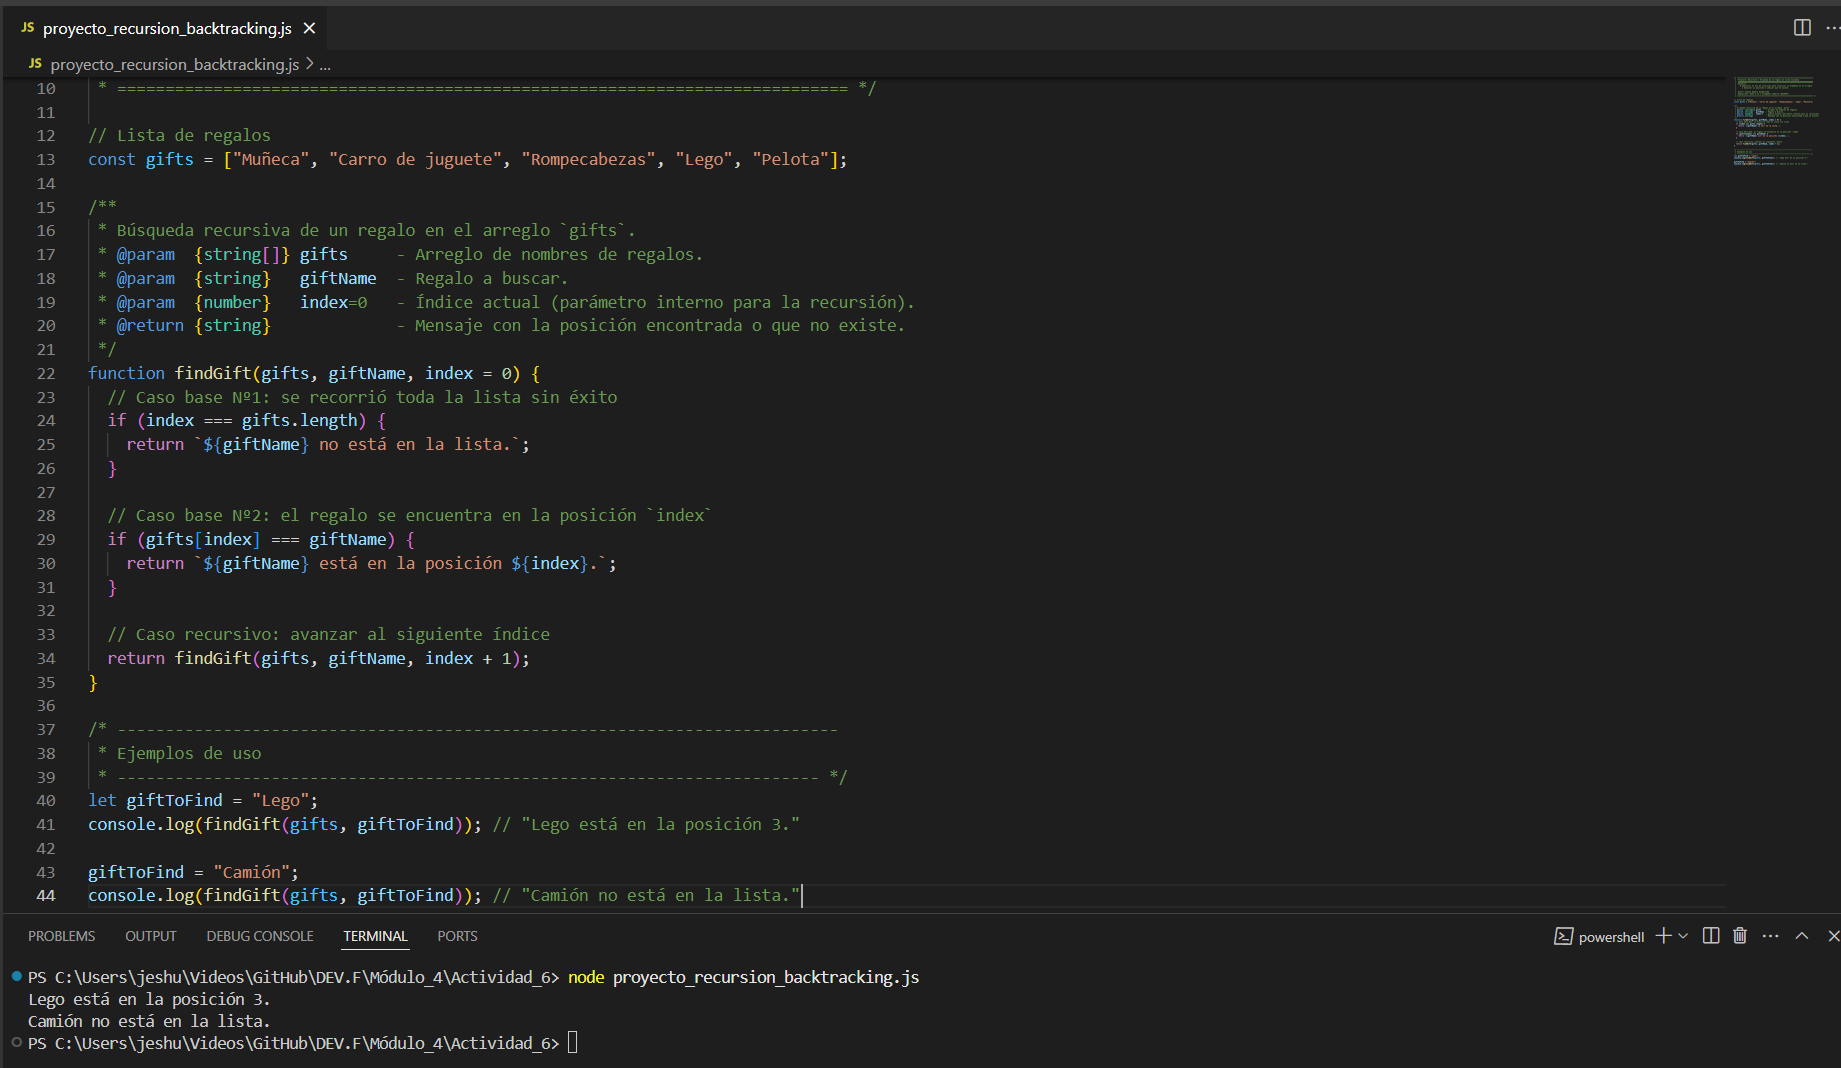 JS proyecto_recursion_backtracking.js ×
JS proyecto_recursion_backtracking.js > ...
10 * ============================================================================ */
11
12 // Lista de regalos
13 const gifts = ["Muñeca", "Carro de juguete", "Rompecabezas", "Lego", "Pelota"];
14
15 /**
16 * Búsqueda recursiva de un regalo en el arreglo `gifts`.
17 * @param {string[]} gifts - Arreglo de nombres de regalos.
18 * @param {string} giftName - Regalo a buscar.
19 * @param {number} index=0 - Índice actual (parámetro interno para la recursión).
20 * @return {string} - Mensaje con la posición encontrada o que no existe.
21 */
22 function findGift(gifts, giftName, index = 0) {
23 // Caso base Nº1: se recorrió toda la lista sin éxito
24 if (index === gifts.length) {
25 return `${giftName} no está en la lista.`;
26 }
27
28 // Caso base Nº2: el regalo se encuentra en la posición `index`
29 if (gifts[index] === giftName) {
30 return `${giftName} está en la posición ${index}.`;
31 }
32
33 // Caso recursivo: avanzar al siguiente índice
34 return findGift(gifts, giftName, index + 1);
35 }
36
37 /* ---------------------------------------------------------------------------
38 * Ejemplos de uso
39 * ------------------------------------------------------------------------- */
40 let giftToFind = "Lego";
41 console.log(findGift(gifts, giftToFind)); // "Lego está en la posición 3."
42
43 giftToFind = "Camión";
44 console.log(findGift(gifts, giftToFind)); // "Camión no está en la lista."
PROBLEMS OUTPUT DEBUG CONSOLE TERMINAL PORTS powershell
PS C:\Users\jeshu\Videos\GitHub\DEV.F\Módulo_4\Actividad_6> node proyecto_recursion_backtracking.js
Lego está en la posición 3.
Camión no está en la lista.
PS C:\Users\jeshu\Videos\GitHub\DEV.F\Módulo_4\Actividad_6>